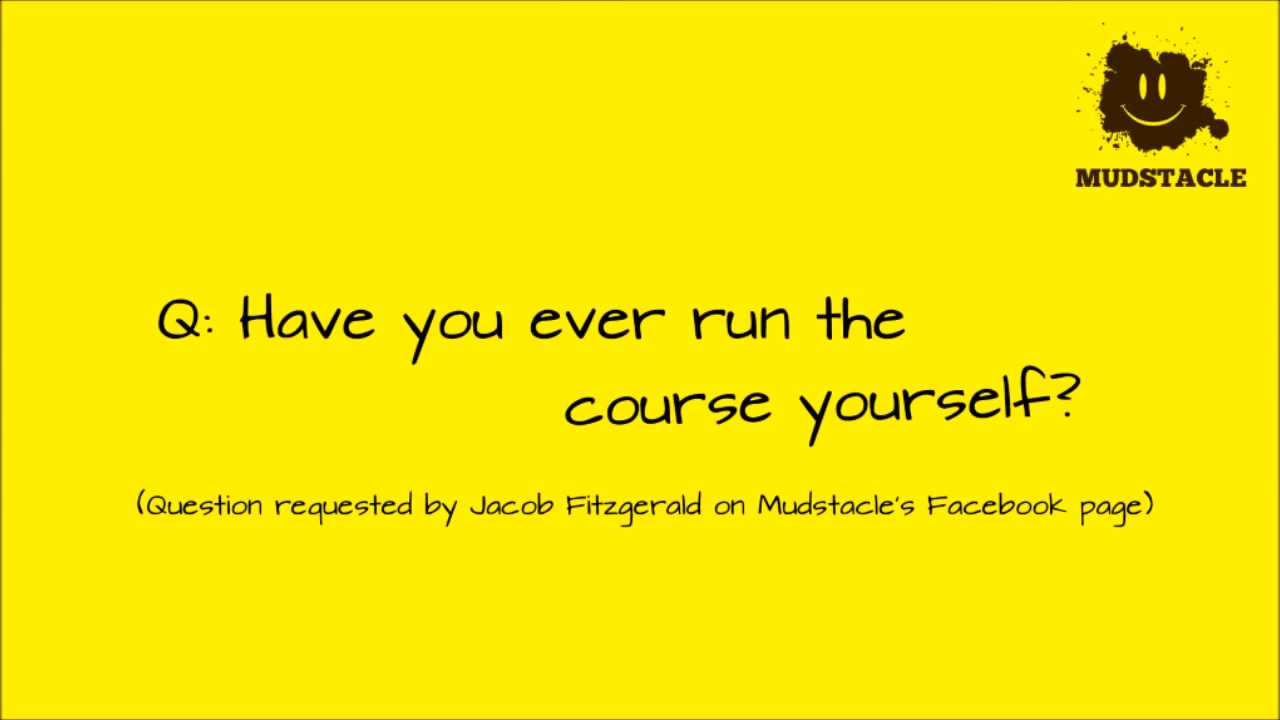 MUDSTACLE
Q: Have you ever run the
course yourself?
(Question requested by Jacob Fitzgerald on Mudstacle's Facebook page)